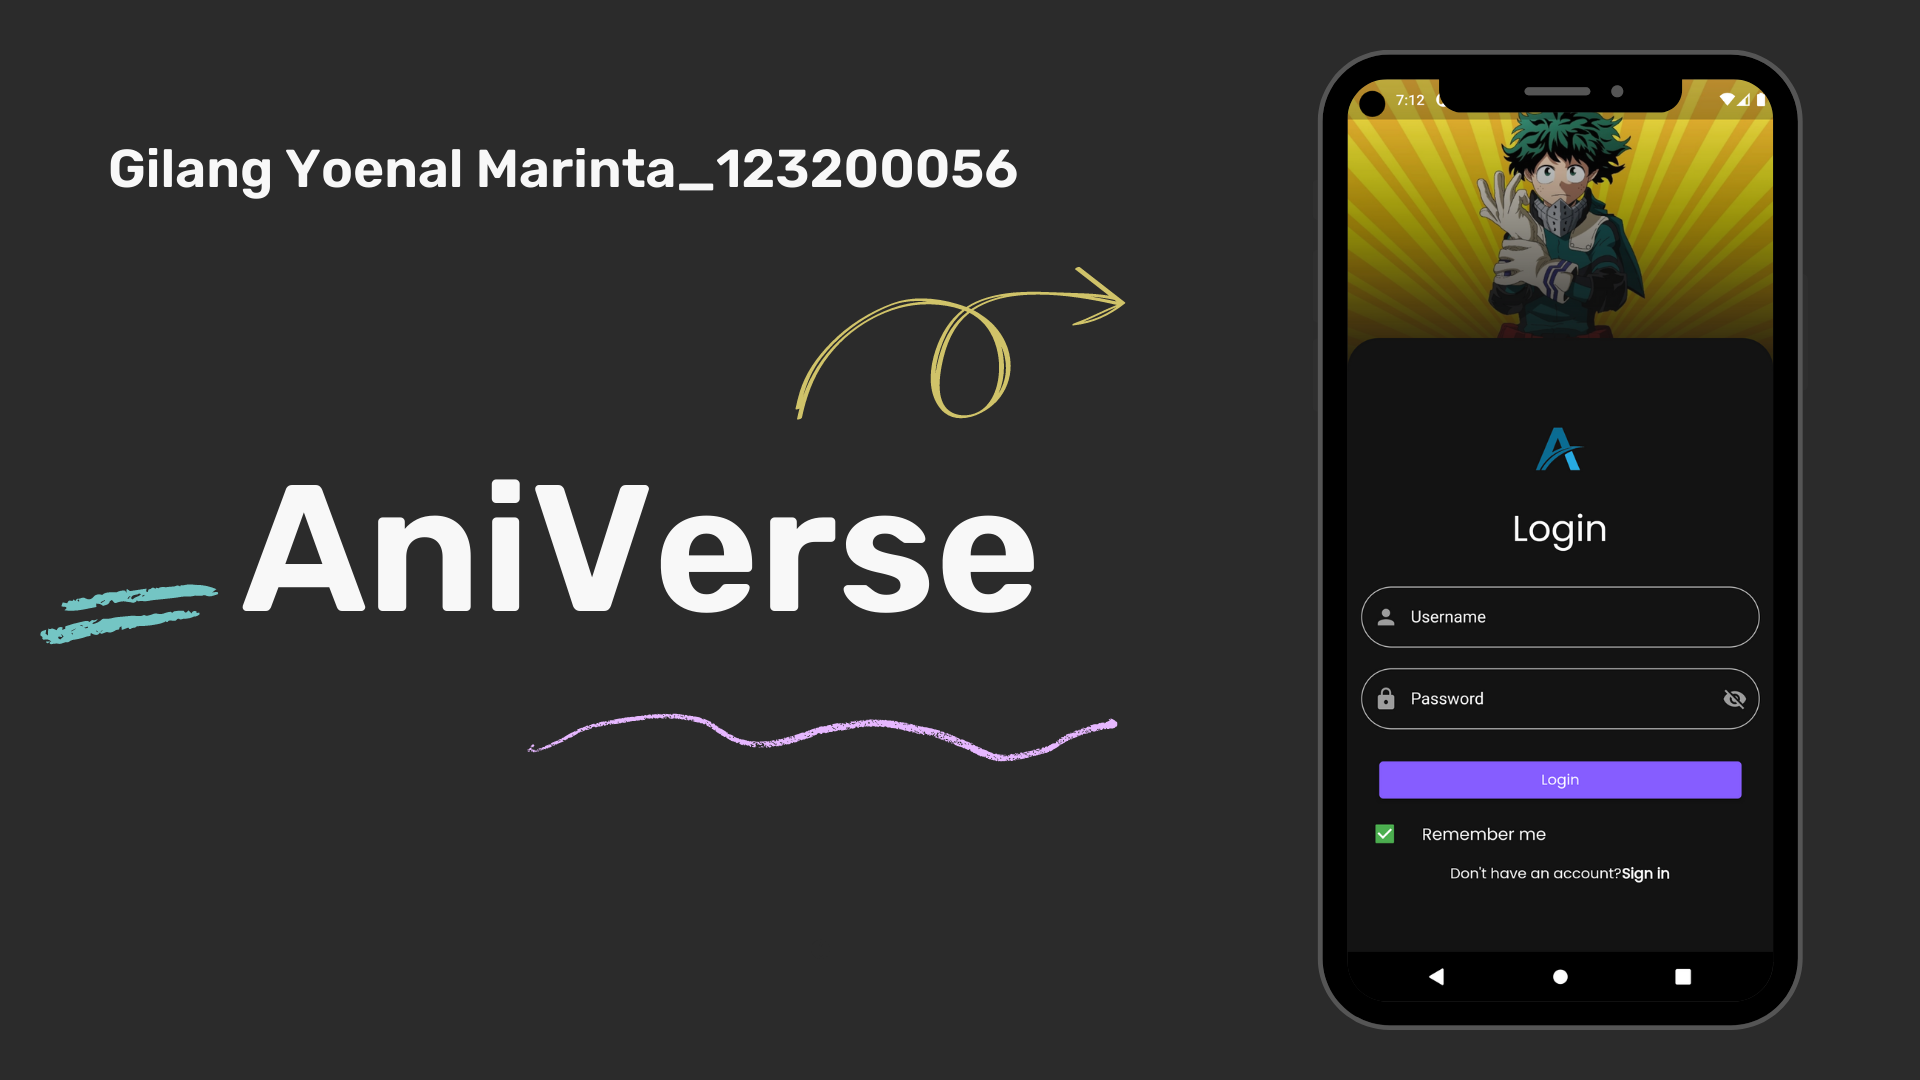 Gilang Yoenal Marinta_123200056
AniVerse
7:12
Login
Username
Password
Login
Remember me
Don't have an account?Sign in